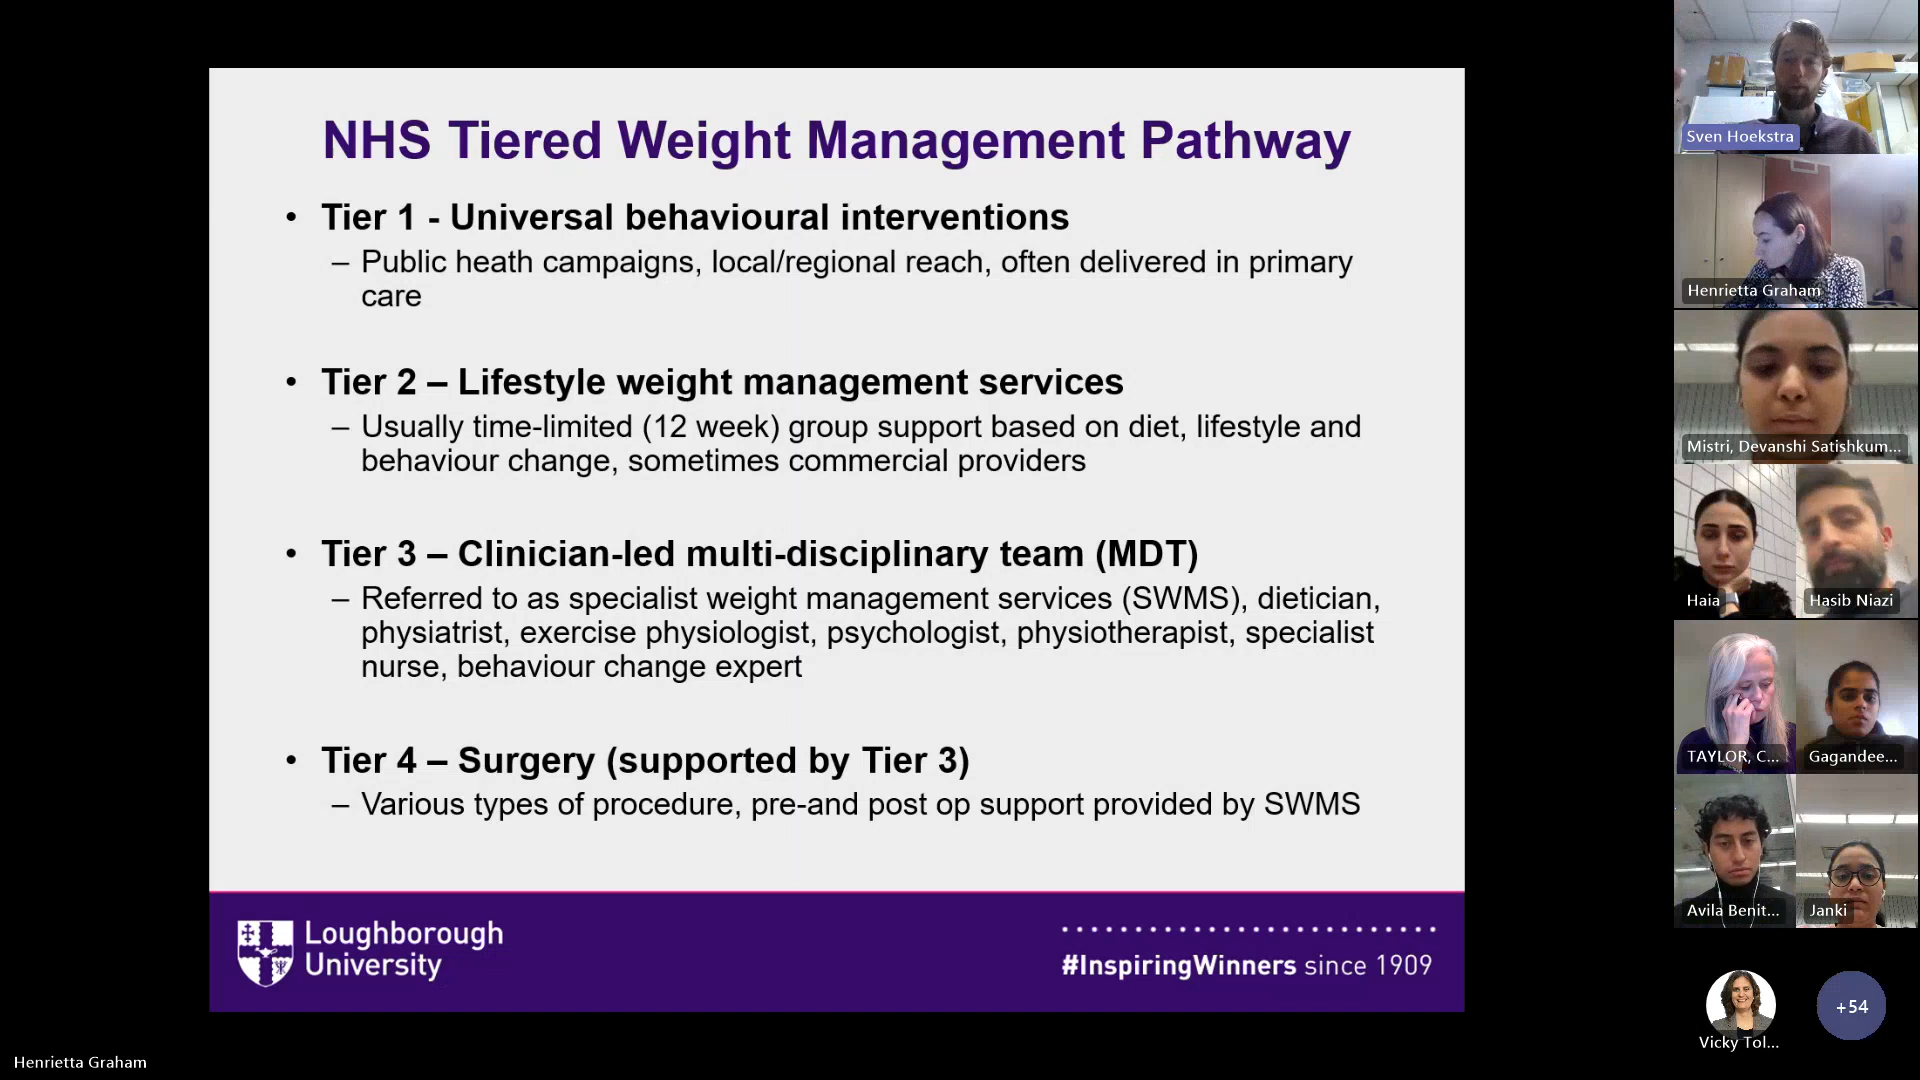 NHS Tiered Weight Management Pathway
• Tier 1 - Universal behavioural interventions
– Public heath campaigns, local/regional reach, often delivered in primary
care
• Tier 2 – Lifestyle weight management services
– Usually time-limited (12 week) group support based on diet, lifestyle and
behaviour change, sometimes commercial providers
• Tier 3 – Clinician-led multi-disciplinary team (MDT)
– Referred to as specialist weight management services (SWMS), dietician,
physiatrist, exercise physiologist, psychologist, physiotherapist, specialist
nurse, behaviour change expert
• Tier 4 – Surgery (supported by Tier 3)
– Various types of procedure, pre-and post op support provided by SWMS
Loughborough
University
#InspiringWinners since 1909
Sven Hoekstra
Henrietta Graham
Mistri, Devanshi Satishkum...
Haia
Hasib Niazi
TAYLOR, C...
Gagandee...
Avila Benit...
Janki
+54
Vicky Tol...
Henrietta Graham